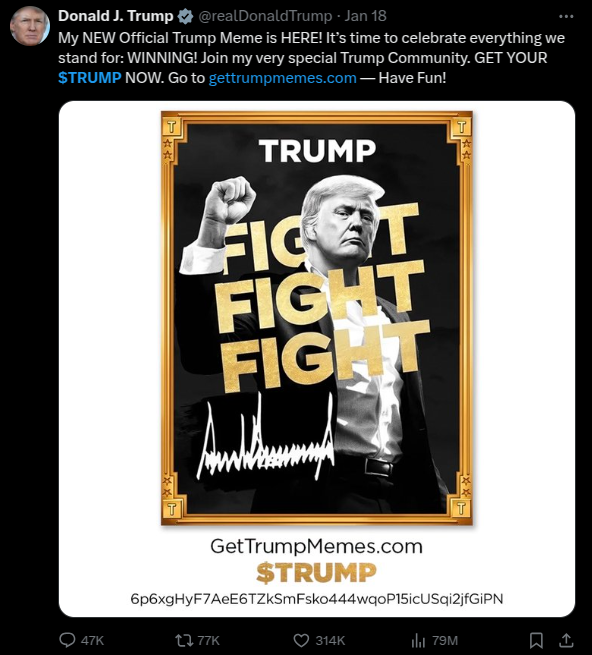 Donald J. Trump @realDonaldTrump · Jan 18
My NEW Official Trump Meme is HERE! It’s time to celebrate everything we
stand for: WINNING! Join my very special Trump Community. GET YOUR
$TRUMP NOW. Go to gettrumpmemes.com — Have Fun!
T T
TRUMP
FIGHT
FIGHT
FIGHT
T T
GetTrumpMemes.com
$TRUMP
6p6xgHyF7AeE6TZkSmFsko444wqoP15icUSqi2jfGiPN
47K 77K 314K 79M